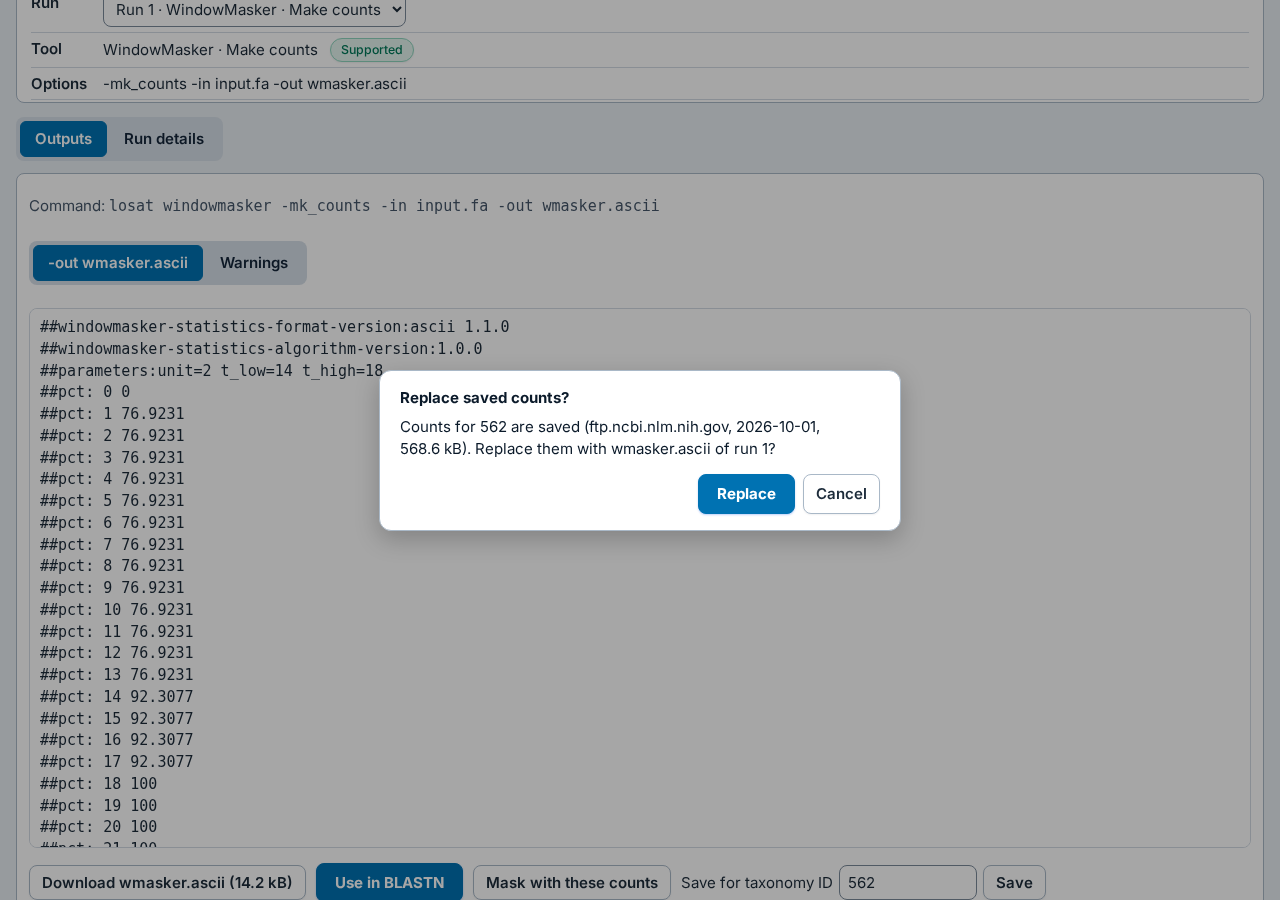 Run
Run 1 · WindowMasker · Make counts
Tool
WindowMasker · Make counts
Supported
Options
-mk_counts -in input.fa -out wmasker.ascii
Outputs
Run details
Command: losat windowmasker -mk_counts -in input.fa -out wmasker.ascii
-out wmasker.ascii
Warnings
##windowmasker-statistics-format-version:ascii 1.1.0
##windowmasker-statistics-algorithm-version:1.0.0
##parameters:unit=2 t_low=14 t_high=18
##pct: 0 0
##pct: 1 76.9231
##pct: 2 76.9231
##pct: 3 76.9231
##pct: 4 76.9231
##pct: 5 76.9231
##pct: 6 76.9231
##pct: 7 76.9231
##pct: 8 76.9231
##pct: 9 76.9231
##pct: 10 76.9231
##pct: 11 76.9231
##pct: 12 76.9231
##pct: 13 76.9231
##pct: 14 92.3077
##pct: 15 92.3077
##pct: 16 92.3077
##pct: 17 92.3077
##pct: 18 100
##pct: 19 100
##pct: 20 100
##pct: 21 100
Replace saved counts?
Counts for 562 are saved (ftp.ncbi.nlm.nih.gov, 2026-10-01,
568.6 kB). Replace them with wmasker.ascii of run 1?
Replace
Cancel
Download wmasker.ascii (14.2 kB)
Use in BLASTN
Mask with these counts
Save for taxonomy ID
562
Save